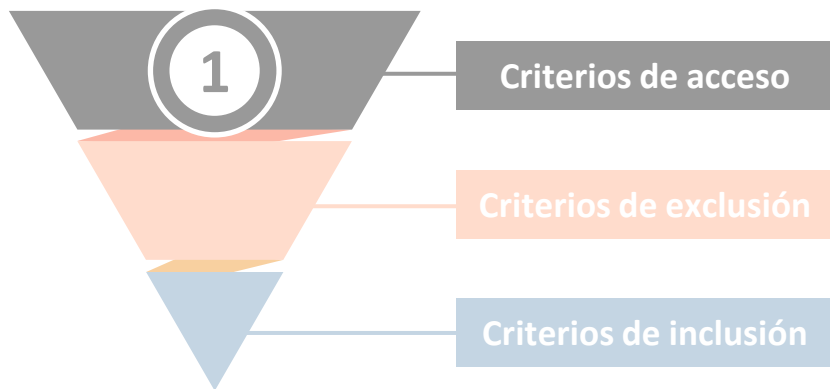 1
Criterios de acceso
Criterios de exclusión
Criterios de inclusión